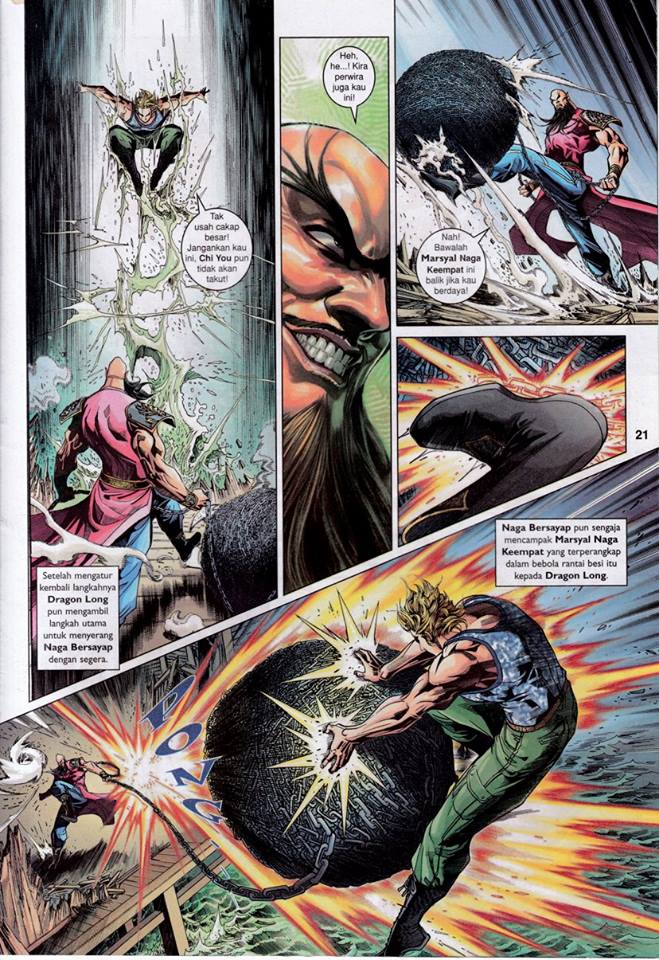 Tak
usah cakap
besar!
Jangankan kau
ini, Chi You pun
tidak akan
takut!
Setelah mengatur
kembali langkahnya
Dragon Long
pun mengambil
langkah utama
untuk menyerang
Naga Bersayap
dengan segera.
Heh,
he...! Kira
perwira
juga kau
ini!
Nah!
Bawalah
Marsyal Naga
Keempat ini
balik jika kau
berdaya!
21
Naga Bersayap pun sengaja
mencampak Marsyal Naga
Keempat yang terperangkap
dalam bebola rantai besi itu
kepada Dragon Long.
DONG